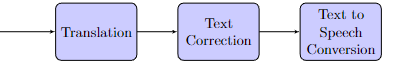 Translation
Text
Correction
Text to
Speech
Conversion